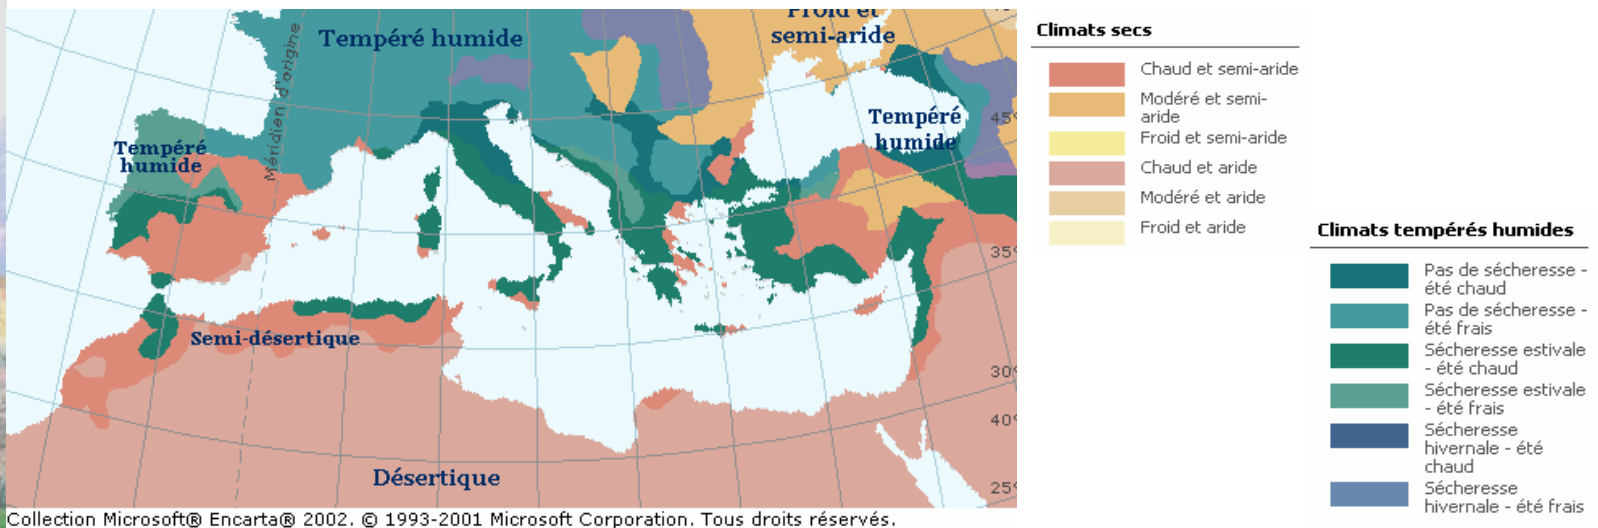 Froid et
semi-aride
Tempéré humide
Méridien d'origine
Tempéré
humide
45°
Tempéré
humide
35°
Semi-désertique
30°
40°
Désertique
25°
Collection Microsoft® Encarta® 2002. © 1993-2001 Microsoft Corporation. Tous droits réservés.
Climats secs
Chaud et semi-aride
Modéré et semi-
aride
Froid et semi-aride
Chaud et aride
Modéré et aride
Froid et aride
Climats tempérés humides
Pas de sécheresse -
été chaud
Pas de sécheresse -
été frais
Sécheresse estivale
- été chaud
Sécheresse estivale
- été frais
Sécheresse
hivernale - été
chaud
Sécheresse
hivernale - été frais